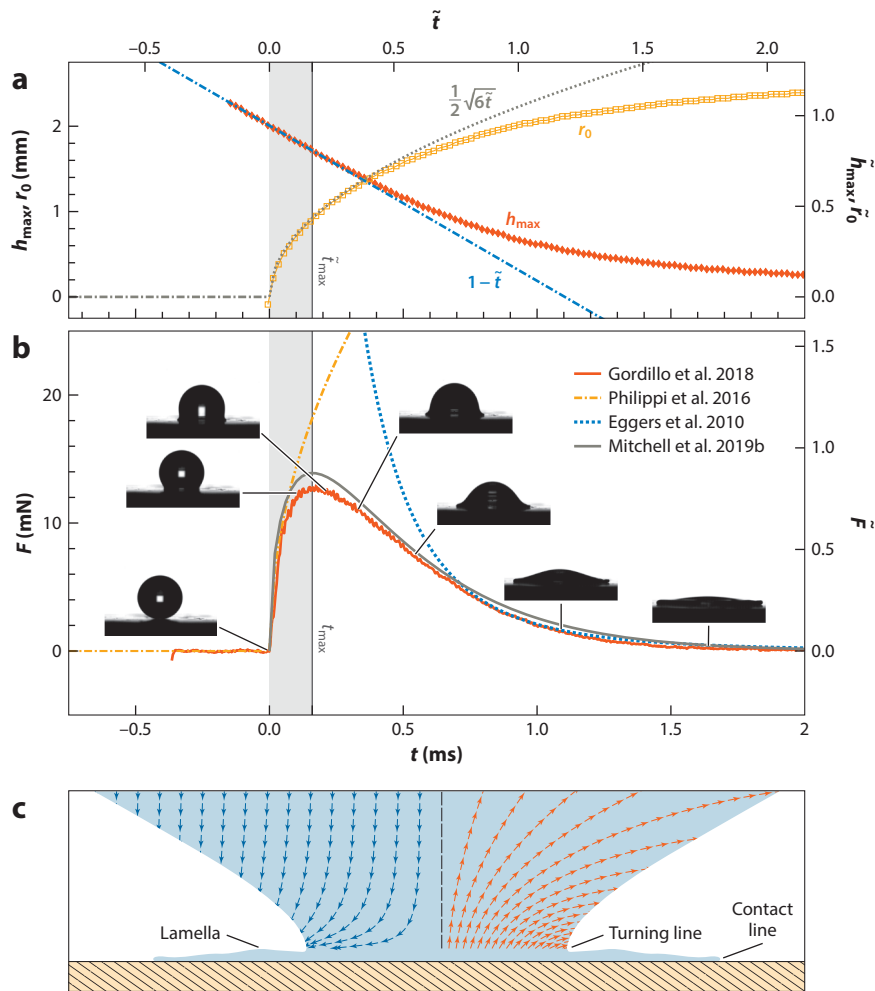 t̃
−0.5 0.0 0.5 1.0 1.5 2.0
a
h_max, r_0 (mm)
2
1
0
½√6t̃
r_0
h_max
1 − t̃
t̃_max
1.0
0.5
0.0
h̃_max, r̃_0
b
F (mN)
20
10
0
Gordillo et al. 2018
Philippi et al. 2016
Eggers et al. 2010
Mitchell et al. 2019b
t_max
1.5
1.0
0.5
0.0
F̃
−0.5 0.0 0.5 1.0 1.5 2
t (ms)
c
Lamella
Turning line
Contact
line